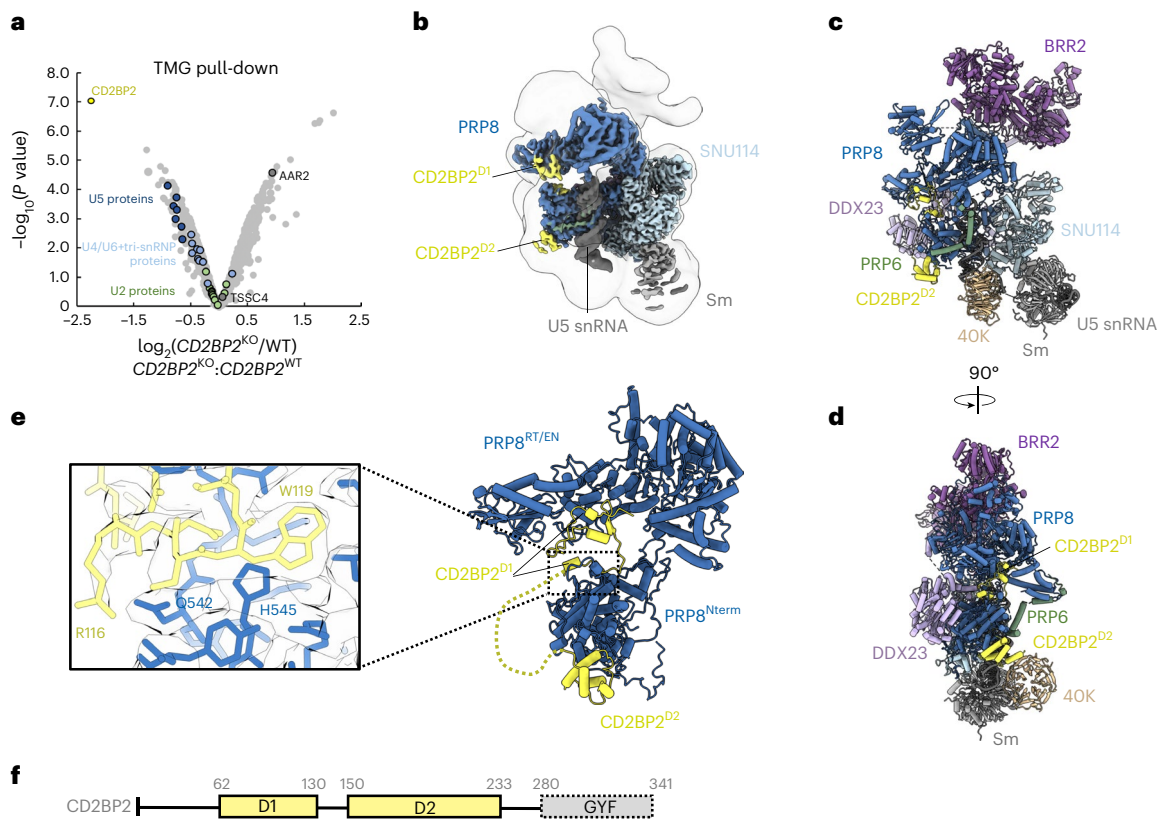 a
TMG pull-down
8.0
7.0
6.0
5.0
4.0
3.0
2.0
1.0
0
CD2BP2
AAR2
U5 proteins
U4/U6+tri-snRNP
proteins
U2 proteins
TSSC4
–log10(P value)
–2.5 –1.5 –0.5 0.5 1.5 2.5
log2(CD2BP2KO/WT)
CD2BP2KO:CD2BP2WT
b
PRP8
SNU114
CD2BP2D1
CD2BP2D2
Sm
U5 snRNA
c
BRR2
PRP8
DDX23
SNU114
PRP6
CD2BP2D2
40K
U5 snRNA
Sm
90°
d
BRR2
PRP8
CD2BP2D1
PRP6
DDX23
CD2BP2D2
40K
Sm
e
W119
Q542
H545
R116
PRP8RT/EN
CD2BP2D1
PRP8Nterm
CD2BP2D2
f
62 130 150 233 280 341
CD2BP2 D1 D2 GYF